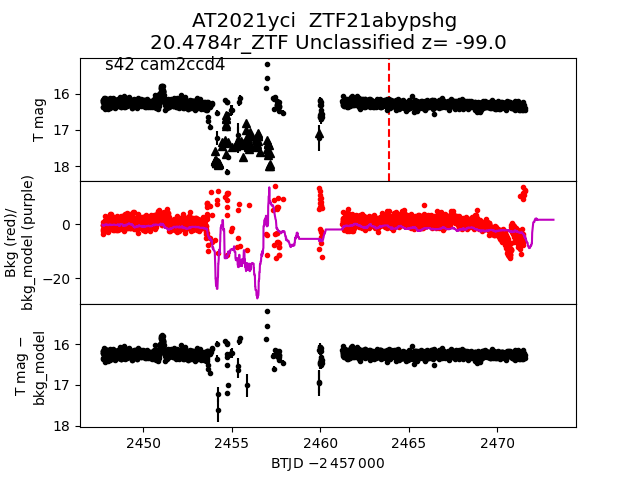 AT2021yci  ZTF21abypshg
20.4784r_ZTF Unclassified z= -99.0
s42 cam2ccd4
T mag
16
17
18
Bkg (red)/
bkg_model (purple)
0
−20
T mag −
bkg_model
16
17
18
2450
2455
2460
2465
2470
BTJD −2 457 000